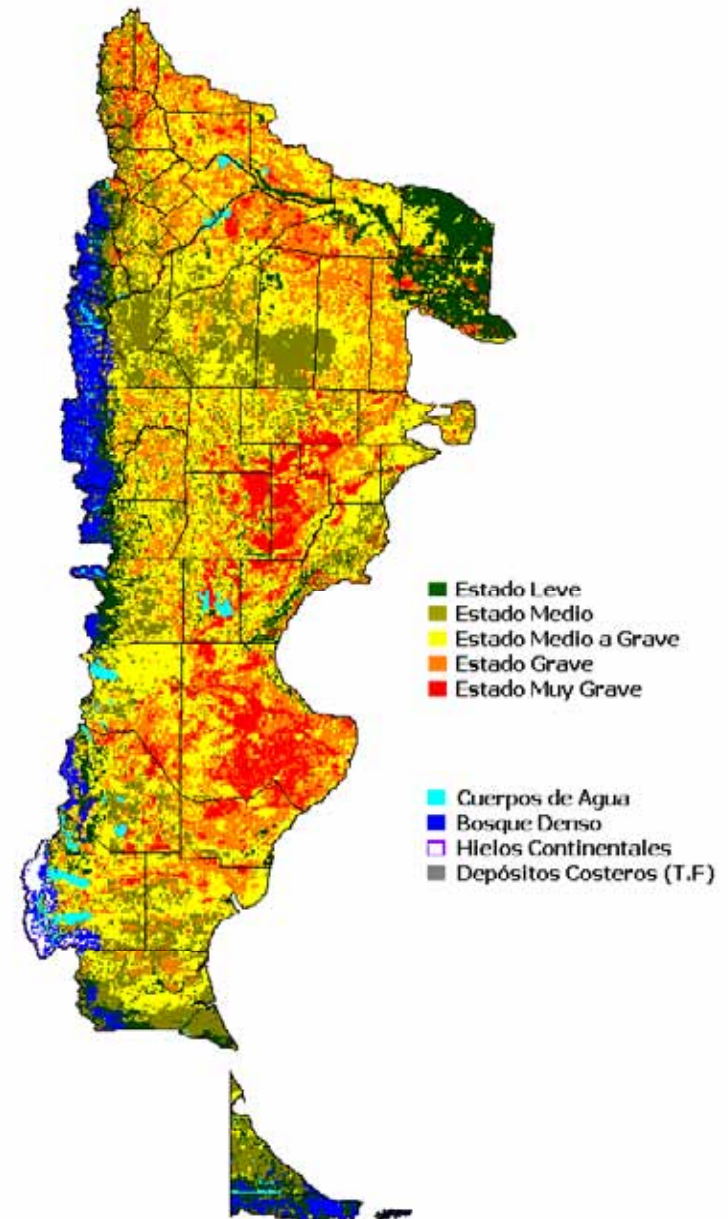 Estado Leve
Estado Medio
Estado Medio a Grave
Estado Grave
Estado Muy Grave
Cuerpos de Agua
Bosque Denso
Hielos Continentales
Depósitos Costeros (T.F)